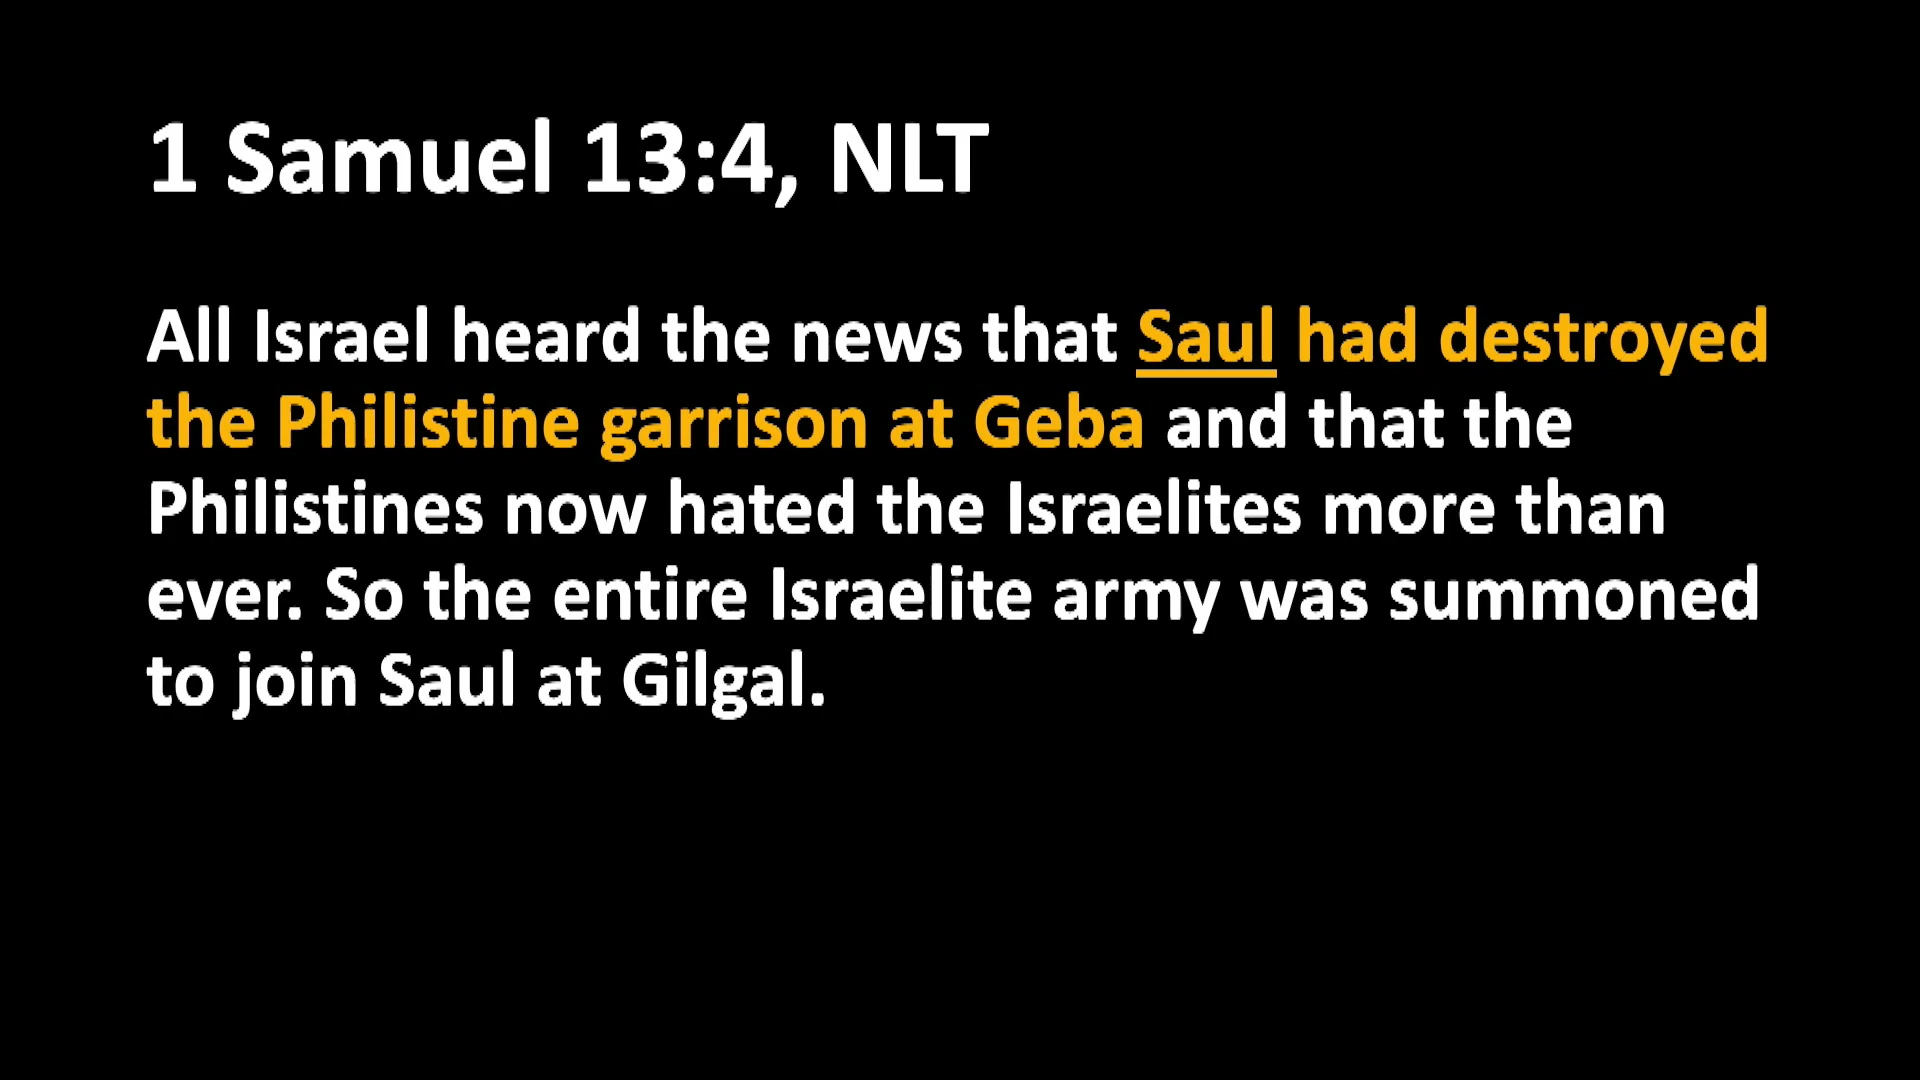 1 Samuel 13:4, NLT
All Israel heard the news that Saul had destroyed
the Philistine garrison at Geba and that the
Philistines now hated the Israelites more than
ever. So the entire Israelite army was summoned
to join Saul at Gilgal.